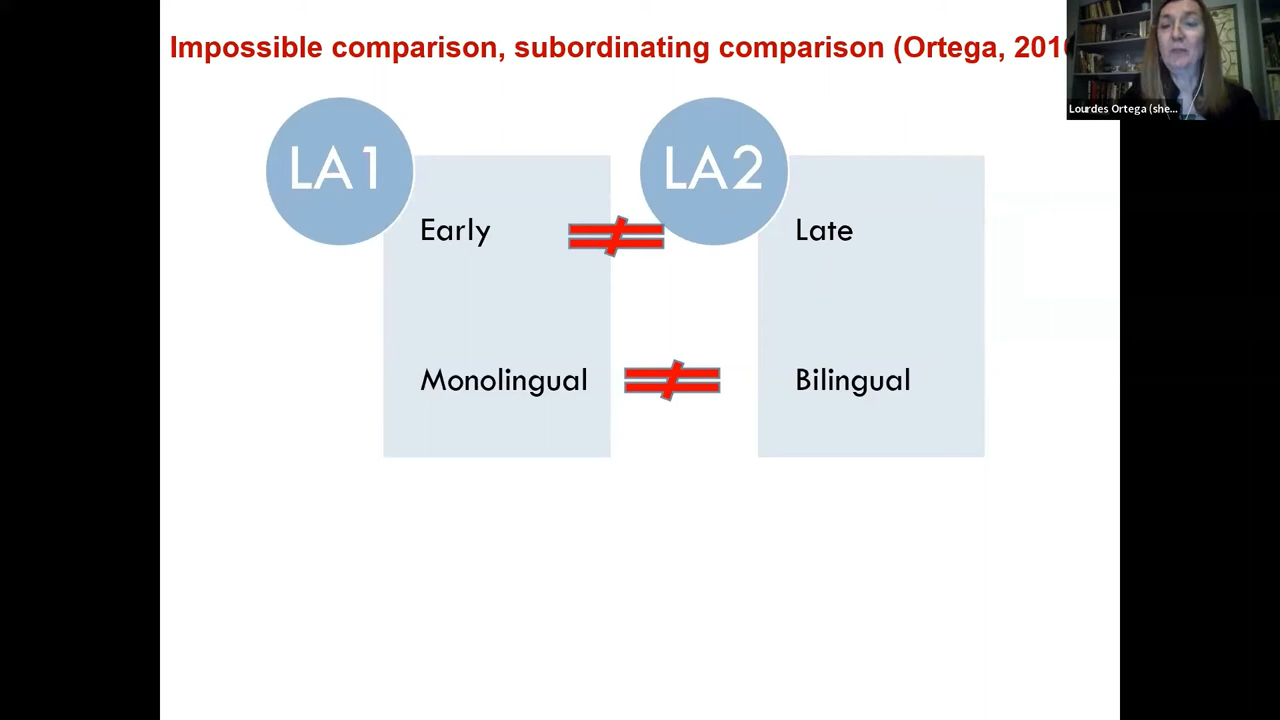 Impossible comparison, subordinating comparison (Ortega, 201
Lourdes Ortega (she...
LA1
LA2
Early
Late
Monolingual
Bilingual